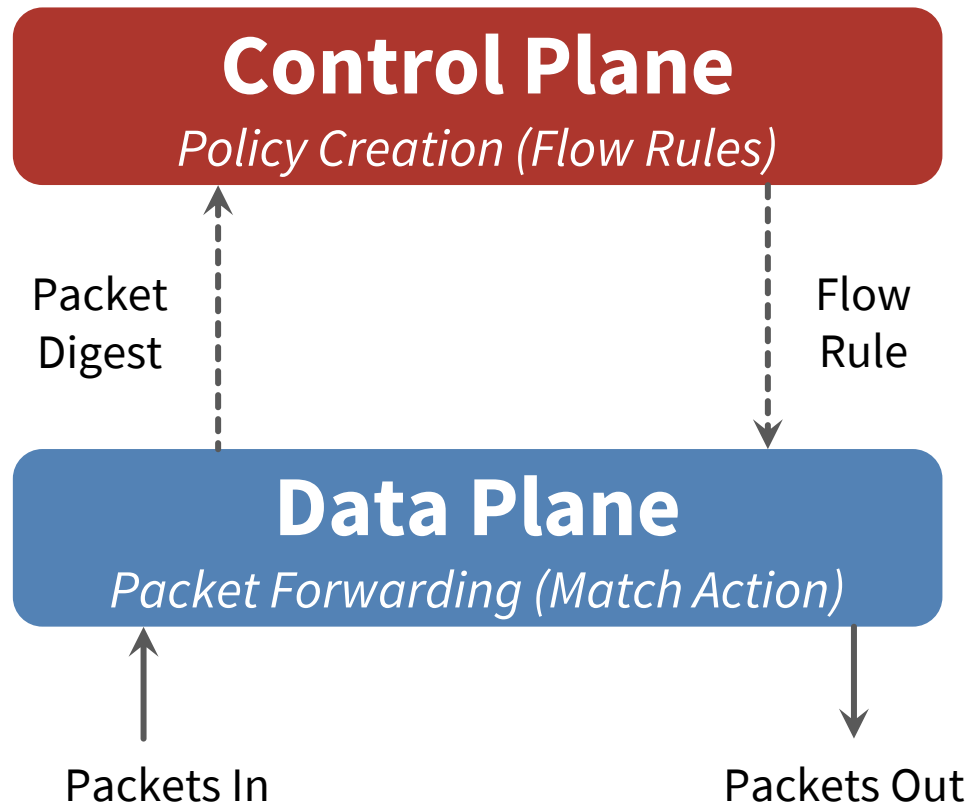 Control Plane
Policy Creation (Flow Rules)
Packet
Digest
Flow
Rule
Data Plane
Packet Forwarding (Match Action)
Packets In
Packets Out